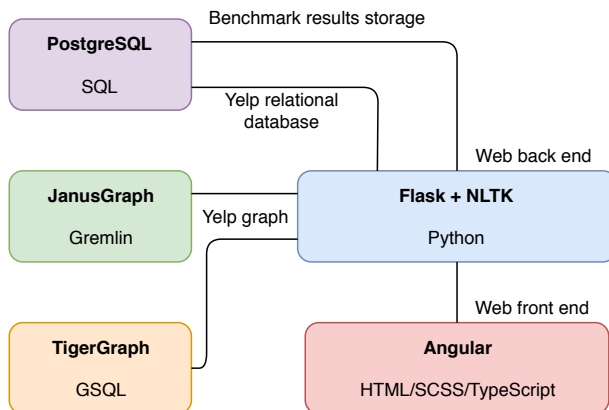 Benchmark results storage
PostgreSQL
SQL
Yelp relational
database
Web back end
JanusGraph
Gremlin
Yelp graph
Flask + NLTK
Python
Web front end
TigerGraph
GSQL
Angular
HTML/SCSS/TypeScript